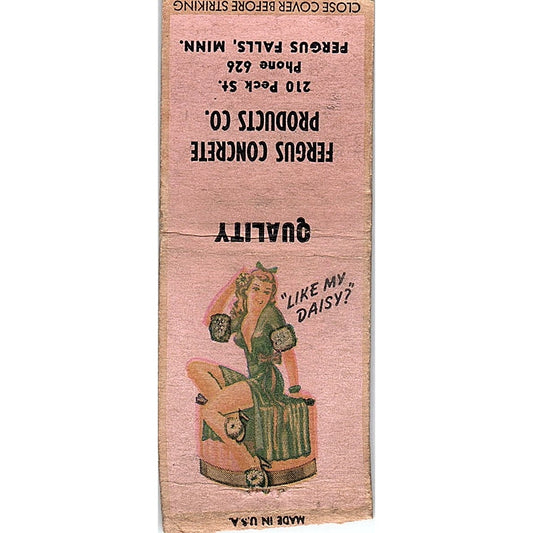 CLOSE COVER BEFORE STRIKING
FERGUS FALLS, MINN.
Phone 626
210 Peck St.
PRODUCTS CO.
FERGUS CONCRETE
QUALITY
"LIKE MY
DAISY?"
MADE IN U.S.A.